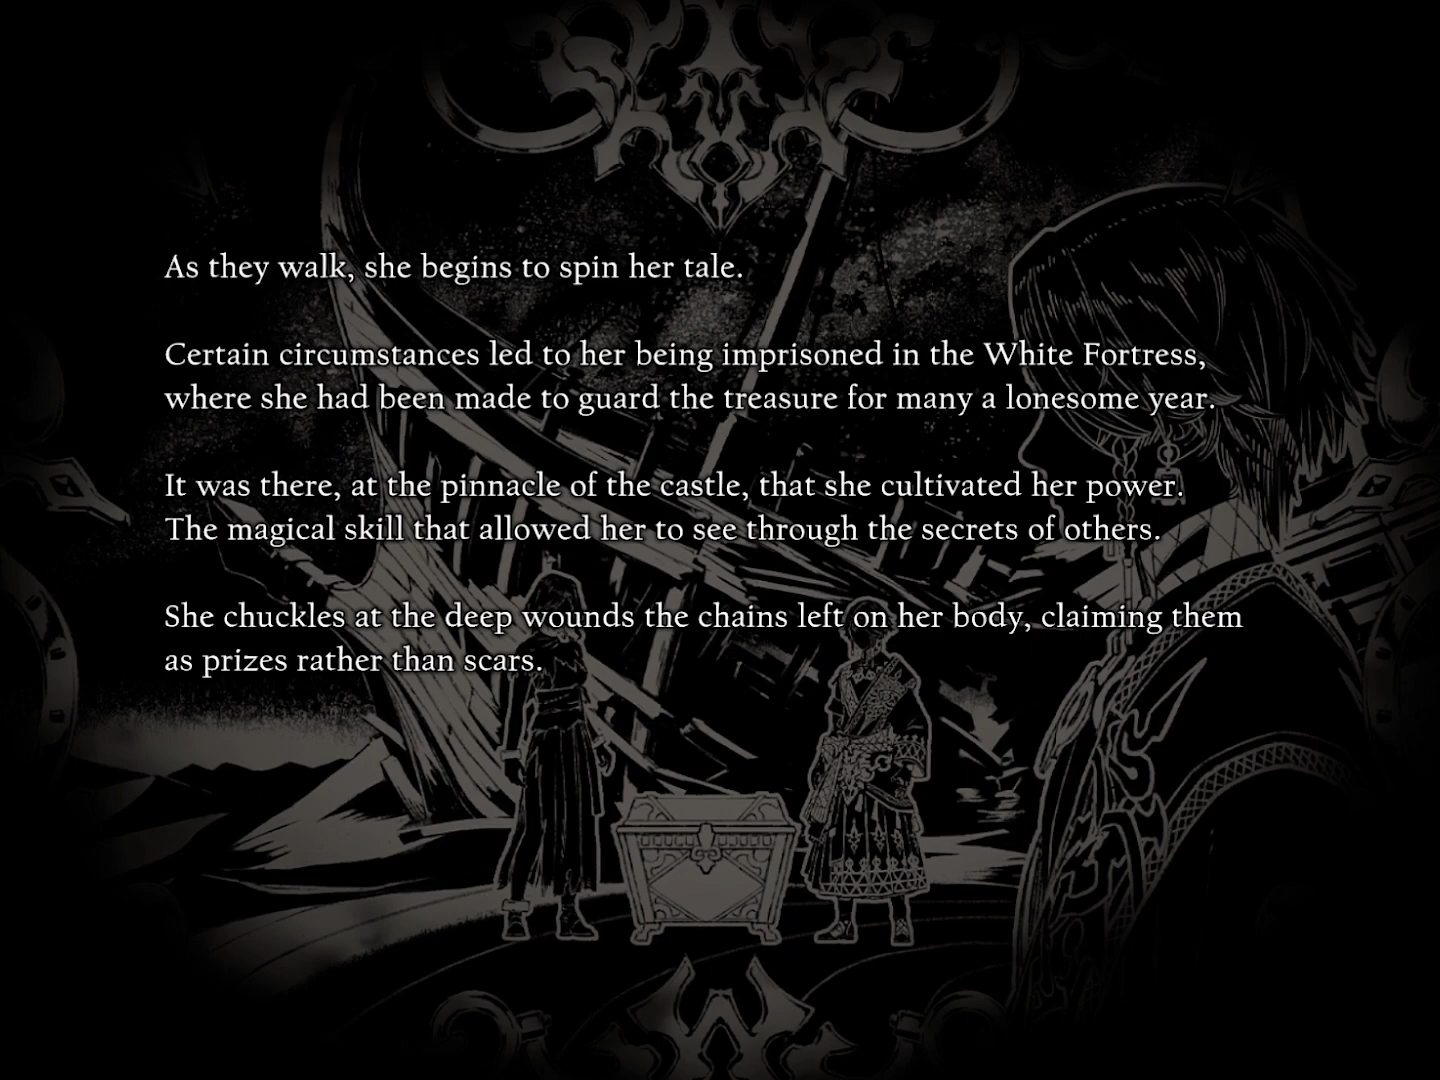 As they walk, she begins to spin her tale.
Certain circumstances led to her being imprisoned in the White Fortress,
where she had been made to guard the treasure for many a lonesome year.
It was there, at the pinnacle of the castle, that she cultivated her power.
The magical skill that allowed her to see through the secrets of others.
She chuckles at the deep wounds the chains left on her body, claiming them
as prizes rather than scars.